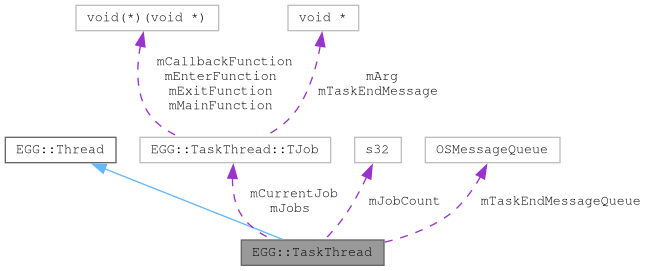 void(*)(void *)
void *
mCallbackFunction
mEnterFunction
mExitFunction
mMainFunction
mArg
mTaskEndMessage
EGG::Thread
EGG::TaskThread::TJob
s32
OSMessageQueue
mCurrentJob
mJobs
mJobCount
mTaskEndMessageQueue
EGG::TaskThread